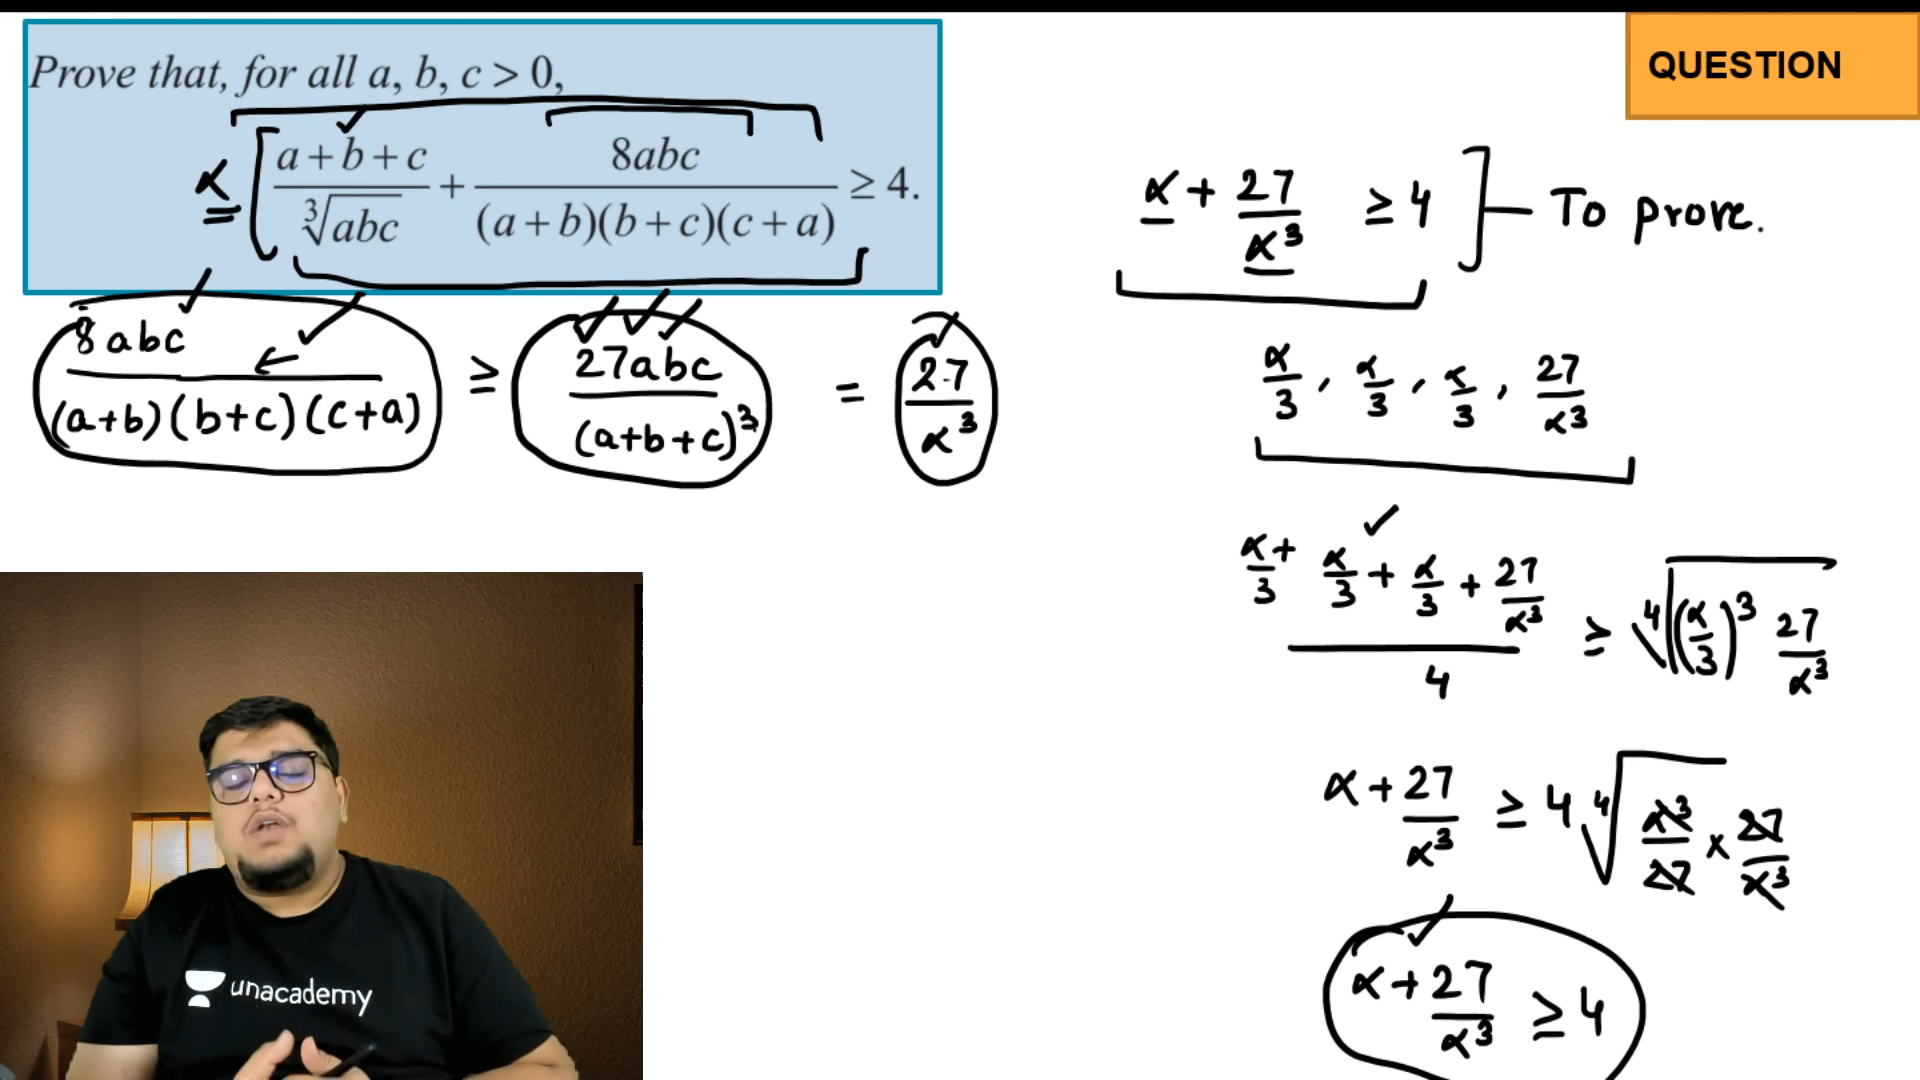 Prove that, for all a, b, c > 0,
α [ (a + b + c)/∛(abc) + 8abc/((a + b)(b + c)(c + a)) ≥ 4.
QUESTION
8abc/((a+b)(b+c)(c+a)) ≥ 27abc/(a+b+c)³ = 27/α³
α + 27/α³ ≥ 4 ] — To prove.
α/3 , α/3 , α/3 , 27/α³
(α/3 + α/3 + α/3 + 27/α³)/4 ≥ ∜((α/3)³ 27/α³)
α + 27/α³ ≥ 4 ∜(α³/27 × 27/α³)
α + 27/α³ ≥ 4
unacademy